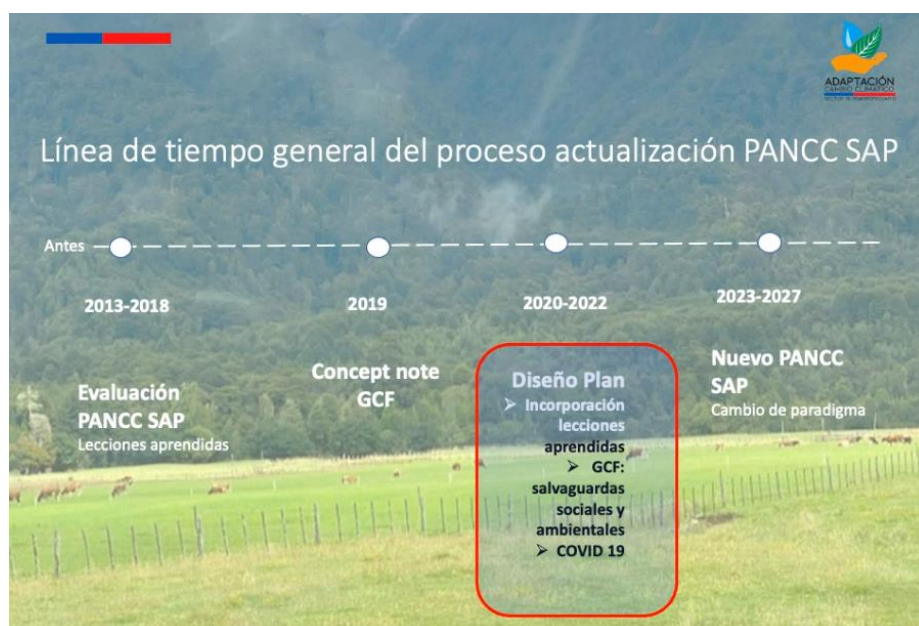 ADAPTACIÓN
CAMBIO CLIMÁTICO
Línea de tiempo general del proceso actualización PANCC SAP
Antes
2013-2018
2019
2020-2022
2023-2027
Evaluación
PANCC SAP
Lecciones aprendidas
Concept note
GCF
Diseño Plan
➢ Incorporación
lecciones
aprendidas
➢ GCF:
salvaguardas
sociales y
ambientales
➢ COVID 19
Nuevo PANCC
SAP
Cambio de paradigma